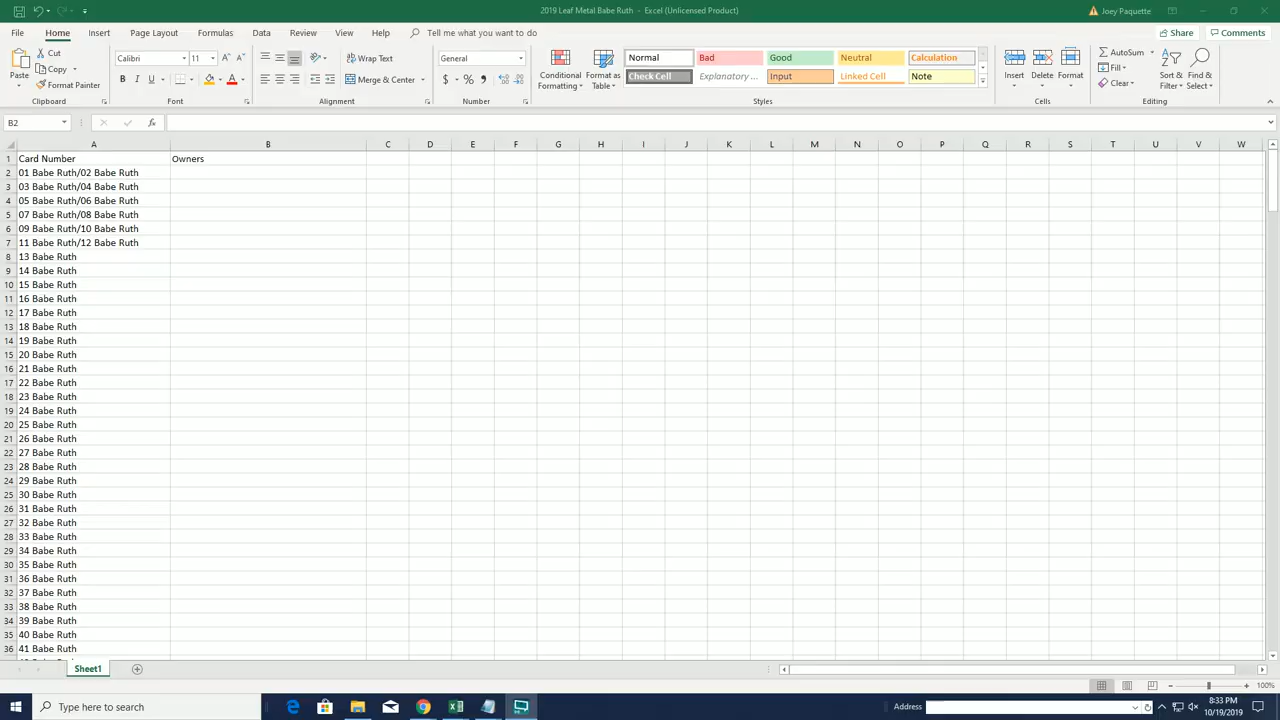 2019 Leaf Metal Babe Ruth - Excel (Unlicensed Product)
Joey Paquette
File Home Insert Page Layout Formulas Data Review View Help Tell me what you want to do
Share Comments
Paste
Cut
Copy
Format Painter
Clipboard
Calibri 11
B I U
Font
Wrap Text
Merge & Center
Alignment
General
$ % ,
Number
Conditional Formatting
Format as Table
Normal Bad Good Neutral Calculation
Check Cell Explanatory ... Input Linked Cell Note
Styles
Insert Delete Format
Cells
AutoSum
Fill
Clear
Sort & Filter
Find & Select
Editing
B2
fx
A B C D E F G H I J K L M N O P Q R S T U V W
1 Card Number Owners
2 01 Babe Ruth/02 Babe Ruth
3 03 Babe Ruth/04 Babe Ruth
4 05 Babe Ruth/06 Babe Ruth
5 07 Babe Ruth/08 Babe Ruth
6 09 Babe Ruth/10 Babe Ruth
7 11 Babe Ruth/12 Babe Ruth
8 13 Babe Ruth
9 14 Babe Ruth
10 15 Babe Ruth
11 16 Babe Ruth
12 17 Babe Ruth
13 18 Babe Ruth
14 19 Babe Ruth
15 20 Babe Ruth
16 21 Babe Ruth
17 22 Babe Ruth
18 23 Babe Ruth
19 24 Babe Ruth
20 25 Babe Ruth
21 26 Babe Ruth
22 27 Babe Ruth
23 28 Babe Ruth
24 29 Babe Ruth
25 30 Babe Ruth
26 31 Babe Ruth
27 32 Babe Ruth
28 33 Babe Ruth
29 34 Babe Ruth
30 35 Babe Ruth
31 36 Babe Ruth
32 37 Babe Ruth
33 38 Babe Ruth
34 39 Babe Ruth
35 40 Babe Ruth
36 41 Babe Ruth
Sheet1
100%
Type here to search
Address
8:33 PM
10/19/2019